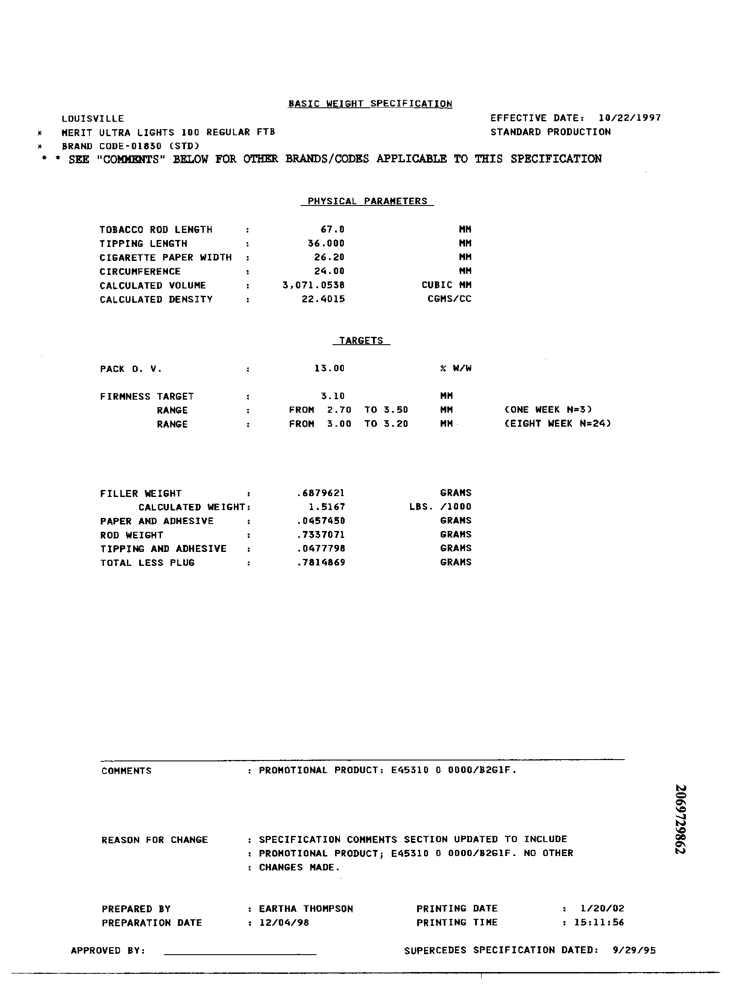 BASIC WEIGHT SPECIFICATION
LOUISVILLE EFFECTIVE DATE: 10/22/1997
* MERIT ULTRA LIGHTS 100 REGULAR FTB STANDARD PRODUCTION
* BRAND CODE-01830 (STD)
* * SEE "COMMENTS" BELOW FOR OTHER BRANDS/CODES APPLICABLE TO THIS SPECIFICATION
PHYSICAL PARAMETERS
TOBACCO ROD LENGTH : 67.0 MM
TIPPING LENGTH : 36.000 MM
CIGARETTE PAPER WIDTH : 26.20 MM
CIRCUMFERENCE : 24.00 MM
CALCULATED VOLUME : 3,071.0538 CUBIC MM
CALCULATED DENSITY : 22.4015 CGMS/CC
TARGETS
PACK O. V. : 13.00 % W/W
FIRMNESS TARGET : 3.10 MM
RANGE : FROM 2.70 TO 3.50 MM (ONE WEEK N=3)
RANGE : FROM 3.00 TO 3.20 MM (EIGHT WEEK N=24)
FILLER WEIGHT : .6879621 GRAMS
CALCULATED WEIGHT: 1.5167 LBS. /1000
PAPER AND ADHESIVE : .0457450 GRAMS
ROD WEIGHT : .7337071 GRAMS
TIPPING AND ADHESIVE : .0477798 GRAMS
TOTAL LESS PLUG : .7814869 GRAMS
COMMENTS : PROMOTIONAL PRODUCT: E45310 0 0000/B2G1F.
REASON FOR CHANGE : SPECIFICATION COMMENTS SECTION UPDATED TO INCLUDE
: PROMOTIONAL PRODUCT; E45310 0 0000/B2G1F. NO OTHER
: CHANGES MADE.
PREPARED BY : EARTHA THOMPSON PRINTING DATE : 1/20/02
PREPARATION DATE : 12/04/98 PRINTING TIME : 15:11:56
APPROVED BY: SUPERCEDES SPECIFICATION DATED: 9/29/95
2069729862